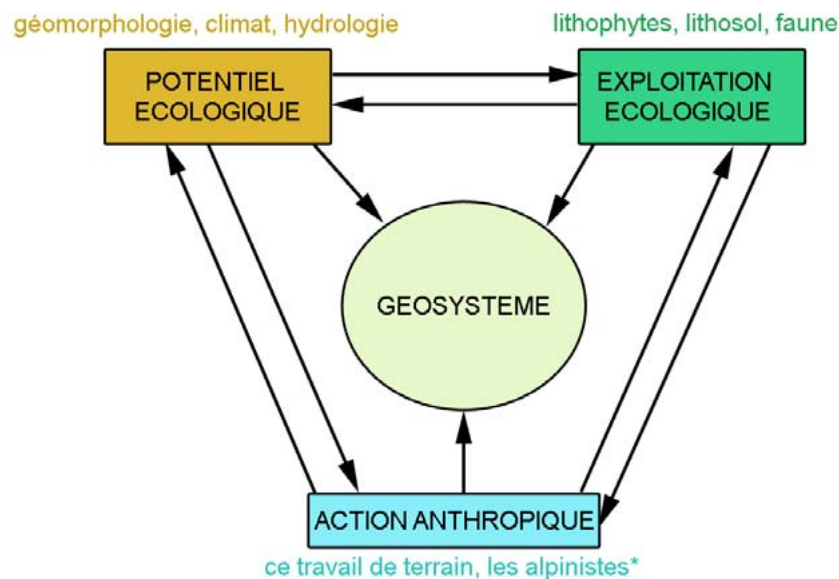 géomorphologie, climat, hydrologie
lithophytes, lithosol, faune
POTENTIEL
ECOLOGIQUE
EXPLOITATION
ECOLOGIQUE
GEOSYSTEME
ACTION ANTHROPIQUE
ce travail de terrain, les alpinistes*